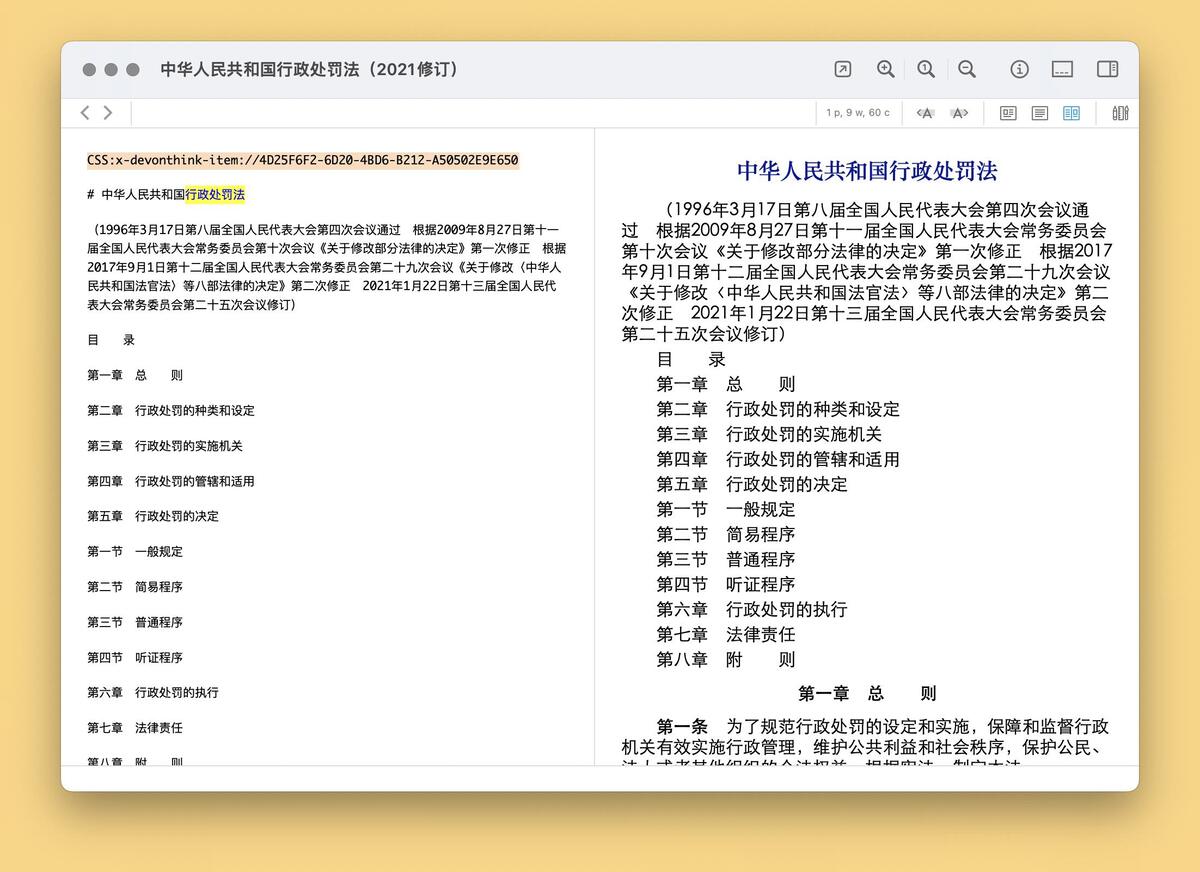 中华人民共和国行政处罚法（2021修订）
1 p, 9 w, 60 c
CSS:x-devonthink-item://4D25F6F2-6D20-4BD6-B212-A50502E9E650
# 中华人民共和国行政处罚法
（1996年3月17日第八届全国人民代表大会第四次会议通过　根据2009年8月27日第十一
届全国人民代表大会常务委员会第十次会议《关于修改部分法律的决定》第一次修正　根据
2017年9月1日第十二届全国人民代表大会常务委员会第二十九次会议《关于修改〈中华人
民共和国法官法〉等八部法律的决定》第二次修正　2021年1月22日第十三届全国人民代
表大会常务委员会第二十五次会议修订）
目　　录
第一章　总　　则
第二章　行政处罚的种类和设定
第三章　行政处罚的实施机关
第四章　行政处罚的管辖和适用
第五章　行政处罚的决定
第一节　一般规定
第二节　简易程序
第三节　普通程序
第四节　听证程序
第六章　行政处罚的执行
第七章　法律责任
第八章　附　　则
中华人民共和国行政处罚法
（1996年3月17日第八届全国人民代表大会第四次会议通
过　根据2009年8月27日第十一届全国人民代表大会常务委员会
第十次会议《关于修改部分法律的决定》第一次修正　根据2017
年9月1日第十二届全国人民代表大会常务委员会第二十九次会议
《关于修改〈中华人民共和国法官法〉等八部法律的决定》第二
次修正　2021年1月22日第十三届全国人民代表大会常务委员会
第二十五次会议修订）
目　　录
第一章　总　　则
第二章　行政处罚的种类和设定
第三章　行政处罚的实施机关
第四章　行政处罚的管辖和适用
第五章　行政处罚的决定
第一节　一般规定
第二节　简易程序
第三节　普通程序
第四节　听证程序
第六章　行政处罚的执行
第七章　法律责任
第八章　附　　则
第一章　总　　则
第一条　为了规范行政处罚的设定和实施，保障和监督行政
机关有效实施行政管理，维护公共利益和社会秩序，保护公民、